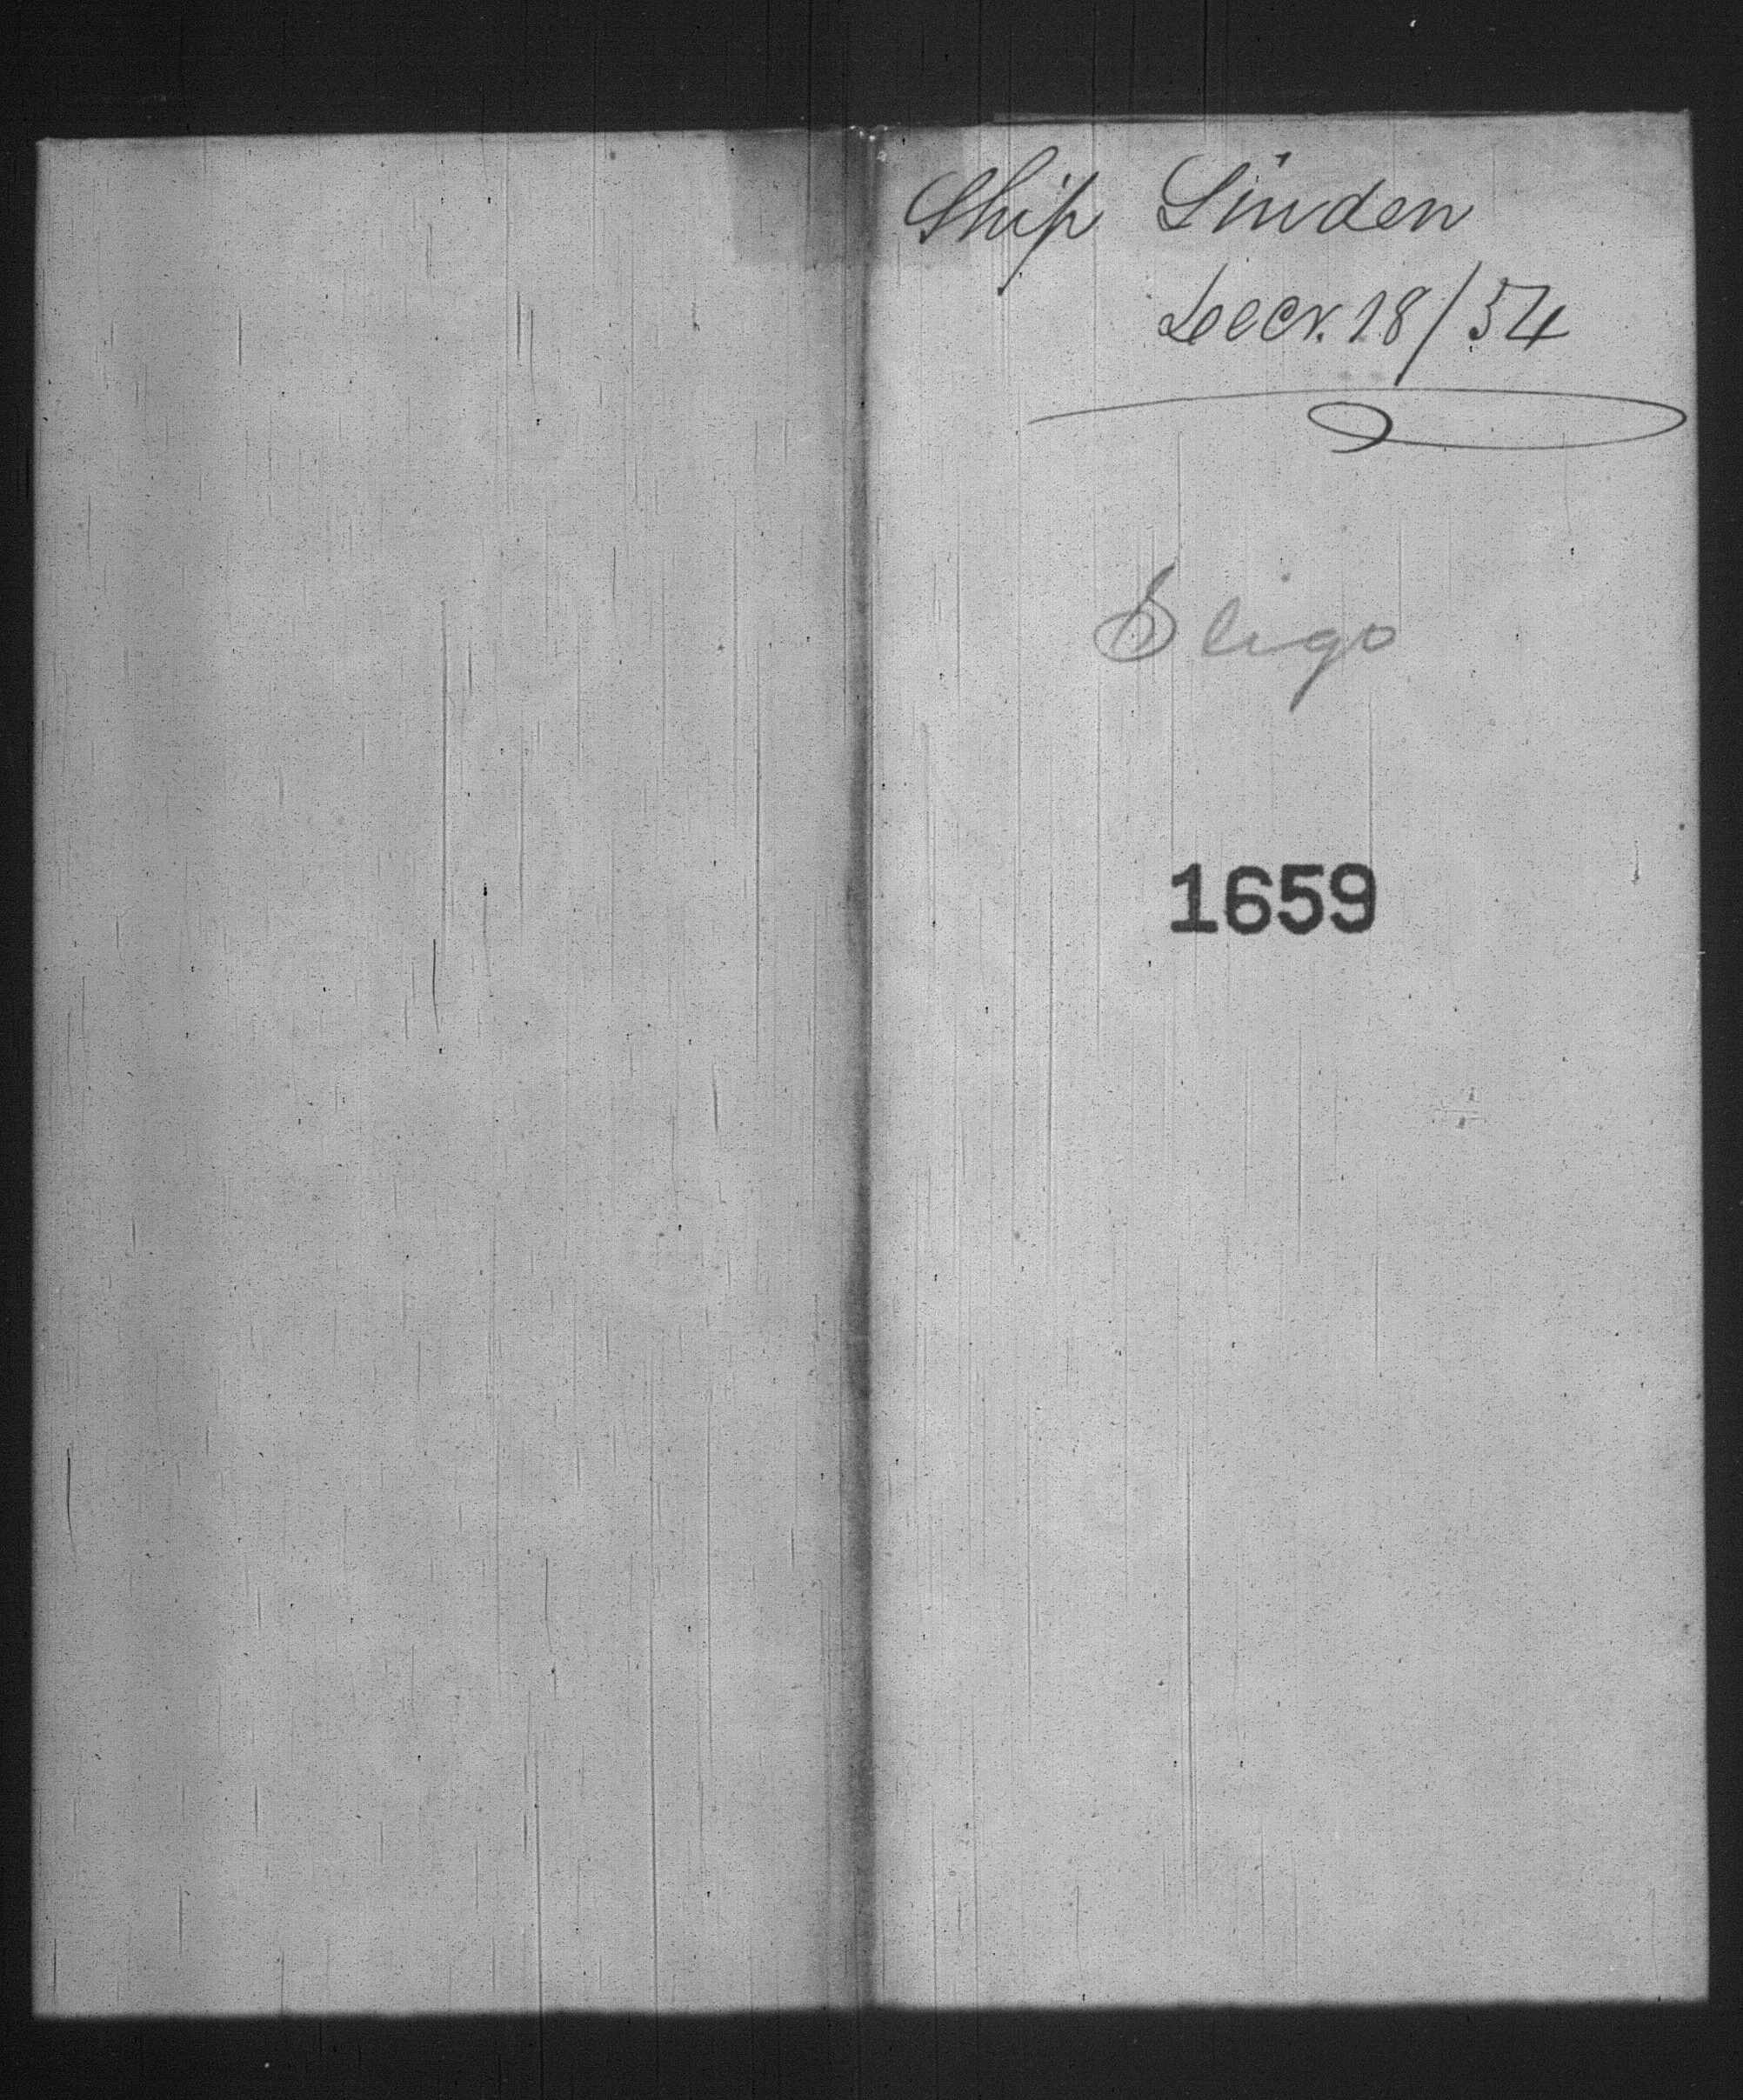 Ship Linden
Decr. 18/54
Sligo
1659